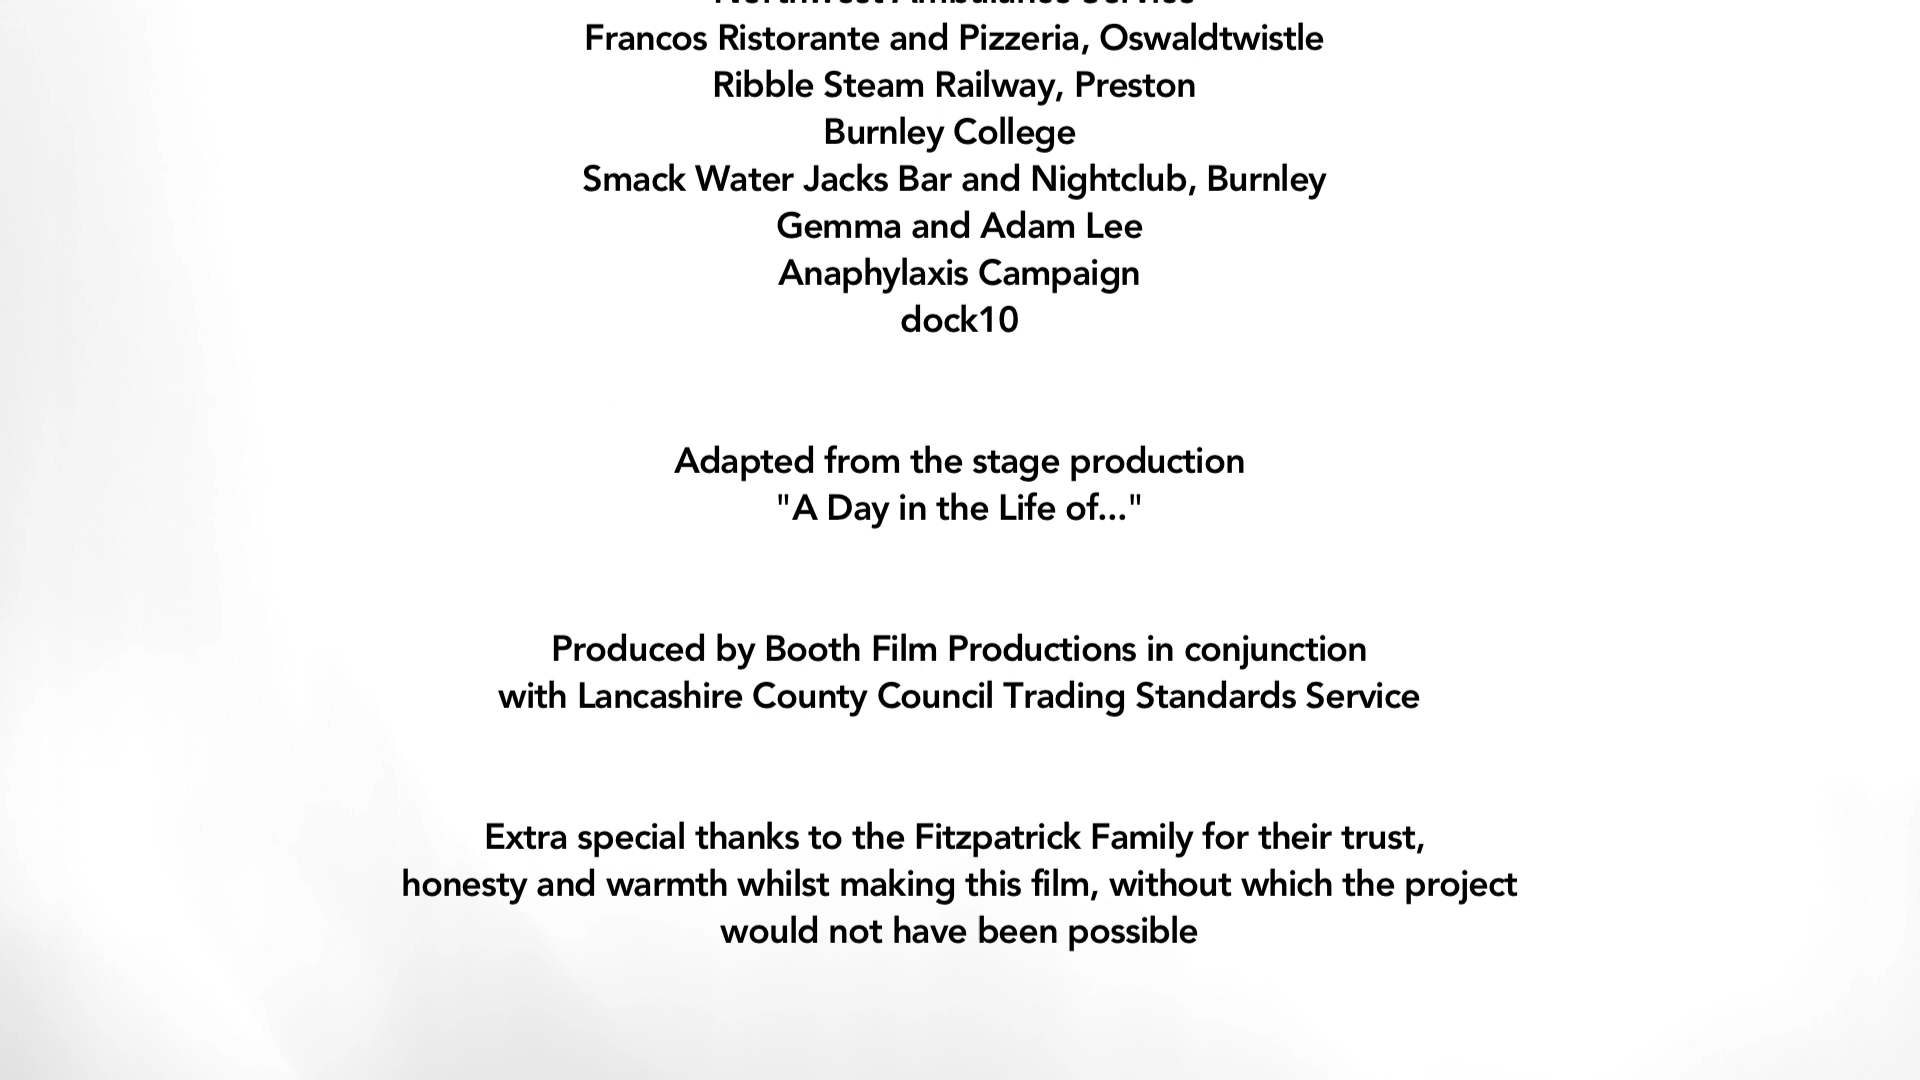 Northwest Ambulance Service
Francos Ristorante and Pizzeria, Oswaldtwistle
Ribble Steam Railway, Preston
Burnley College
Smack Water Jacks Bar and Nightclub, Burnley
Gemma and Adam Lee
Anaphylaxis Campaign
dock10
Adapted from the stage production
"A Day in the Life of..."
Produced by Booth Film Productions in conjunction
with Lancashire County Council Trading Standards Service
Extra special thanks to the Fitzpatrick Family for their trust,
honesty and warmth whilst making this film, without which the project
would not have been possible